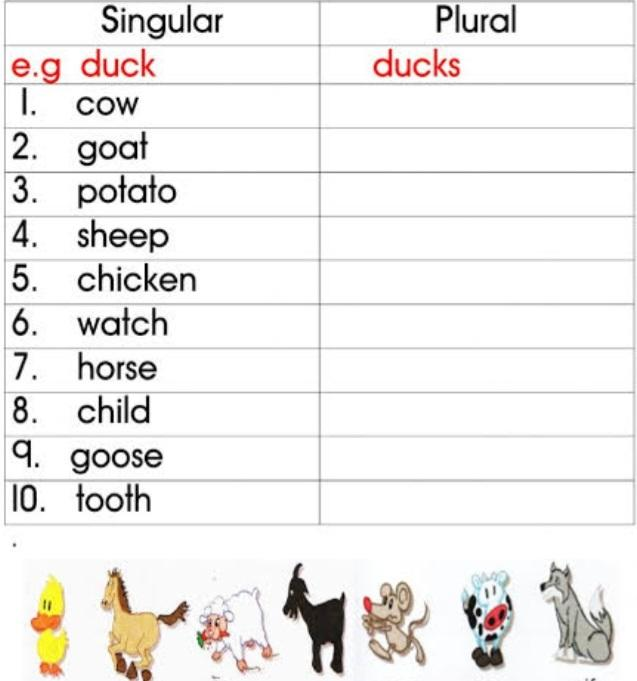 Singular Plural
e.g duck ducks
1. cow
2. goat
3. potato
4. sheep
5. chicken
6. watch
7. horse
8. child
9. goose
10. tooth
.